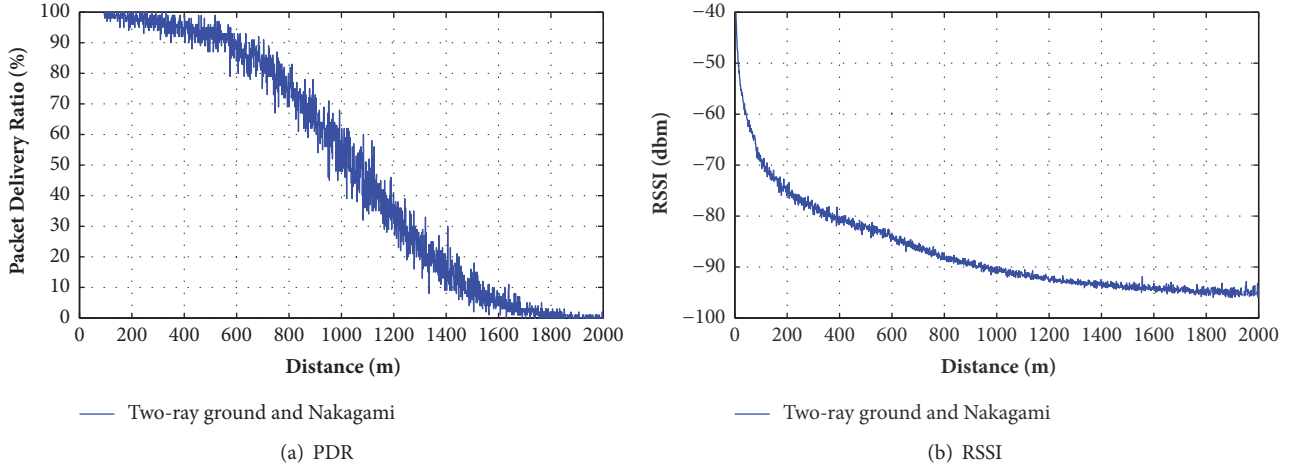 100
90
80
70
60
50
40
30
20
10
0
Packet Delivery Ratio (%)
0 200 400 600 800 1000 1200 1400 1600 1800 2000
Distance (m)
Two-ray ground and Nakagami
(a) PDR
−40
−50
−60
−70
−80
−90
−100
RSSI (dbm)
0 200 400 600 800 1000 1200 1400 1600 1800 2000
Distance (m)
Two-ray ground and Nakagami
(b) RSSI